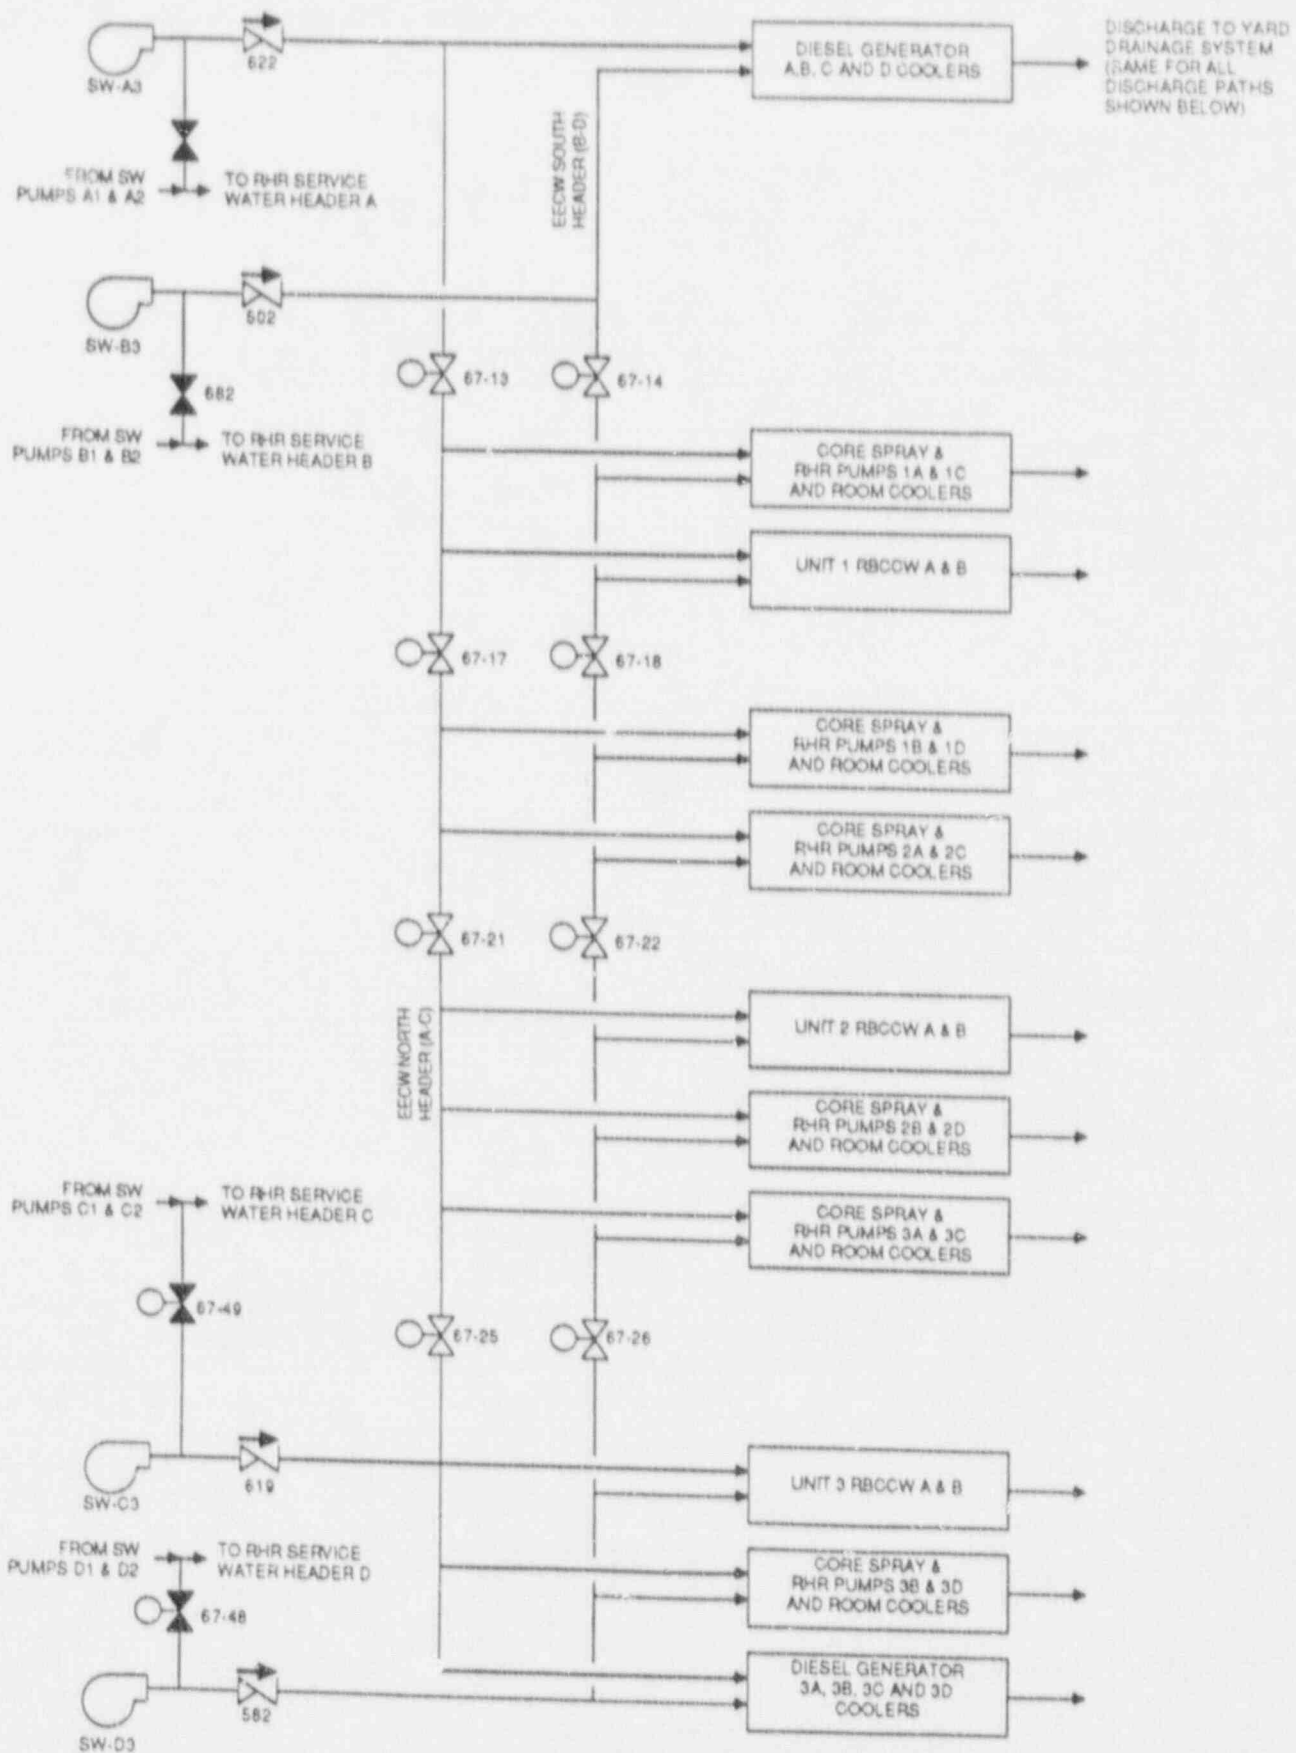 DISCHARGE TO YARD
DRAINAGE SYSTEM
(SAME FOR ALL
DISCHARGE PATHS
SHOWN BELOW)
DIESEL GENERATOR
A,B, C AND D COOLERS
622
SW-A3
FROM SW
PUMPS A1 & A2
TO RHR SERVICE
WATER HEADER A
EECW SOUTH
HEADER (B-D)
502
SW-B3
67-13
67-14
682
FROM SW
PUMPS B1 & B2
TO RHR SERVICE
WATER HEADER B
CORE SPRAY &
RHR PUMPS 1A & 1C
AND ROOM COOLERS
UNIT 1 RBCCW A & B
67-17
67-18
CORE SPRAY &
RHR PUMPS 1B & 1D
AND ROOM COOLERS
CORE SPRAY &
RHR PUMPS 2A & 2C
AND ROOM COOLERS
67-21
67-22
EECW NORTH
HEADER (A-C)
UNIT 2 RBCCW A & B
CORE SPRAY &
RHR PUMPS 2B & 2D
AND ROOM COOLERS
FROM SW
PUMPS C1 & C2
TO RHR SERVICE
WATER HEADER C
CORE SPRAY &
RHR PUMPS 3A & 3C
AND ROOM COOLERS
67-49
67-25
67-26
619
SW-C3
UNIT 3 RBCCW A & B
FROM SW
PUMPS D1 & D2
TO RHR SERVICE
WATER HEADER D
CORE SPRAY &
RHR PUMPS 3B & 3D
AND ROOM COOLERS
67-48
DIESEL GENERATOR
3A, 3B, 3C AND 3D
COOLERS
562
SW-D3